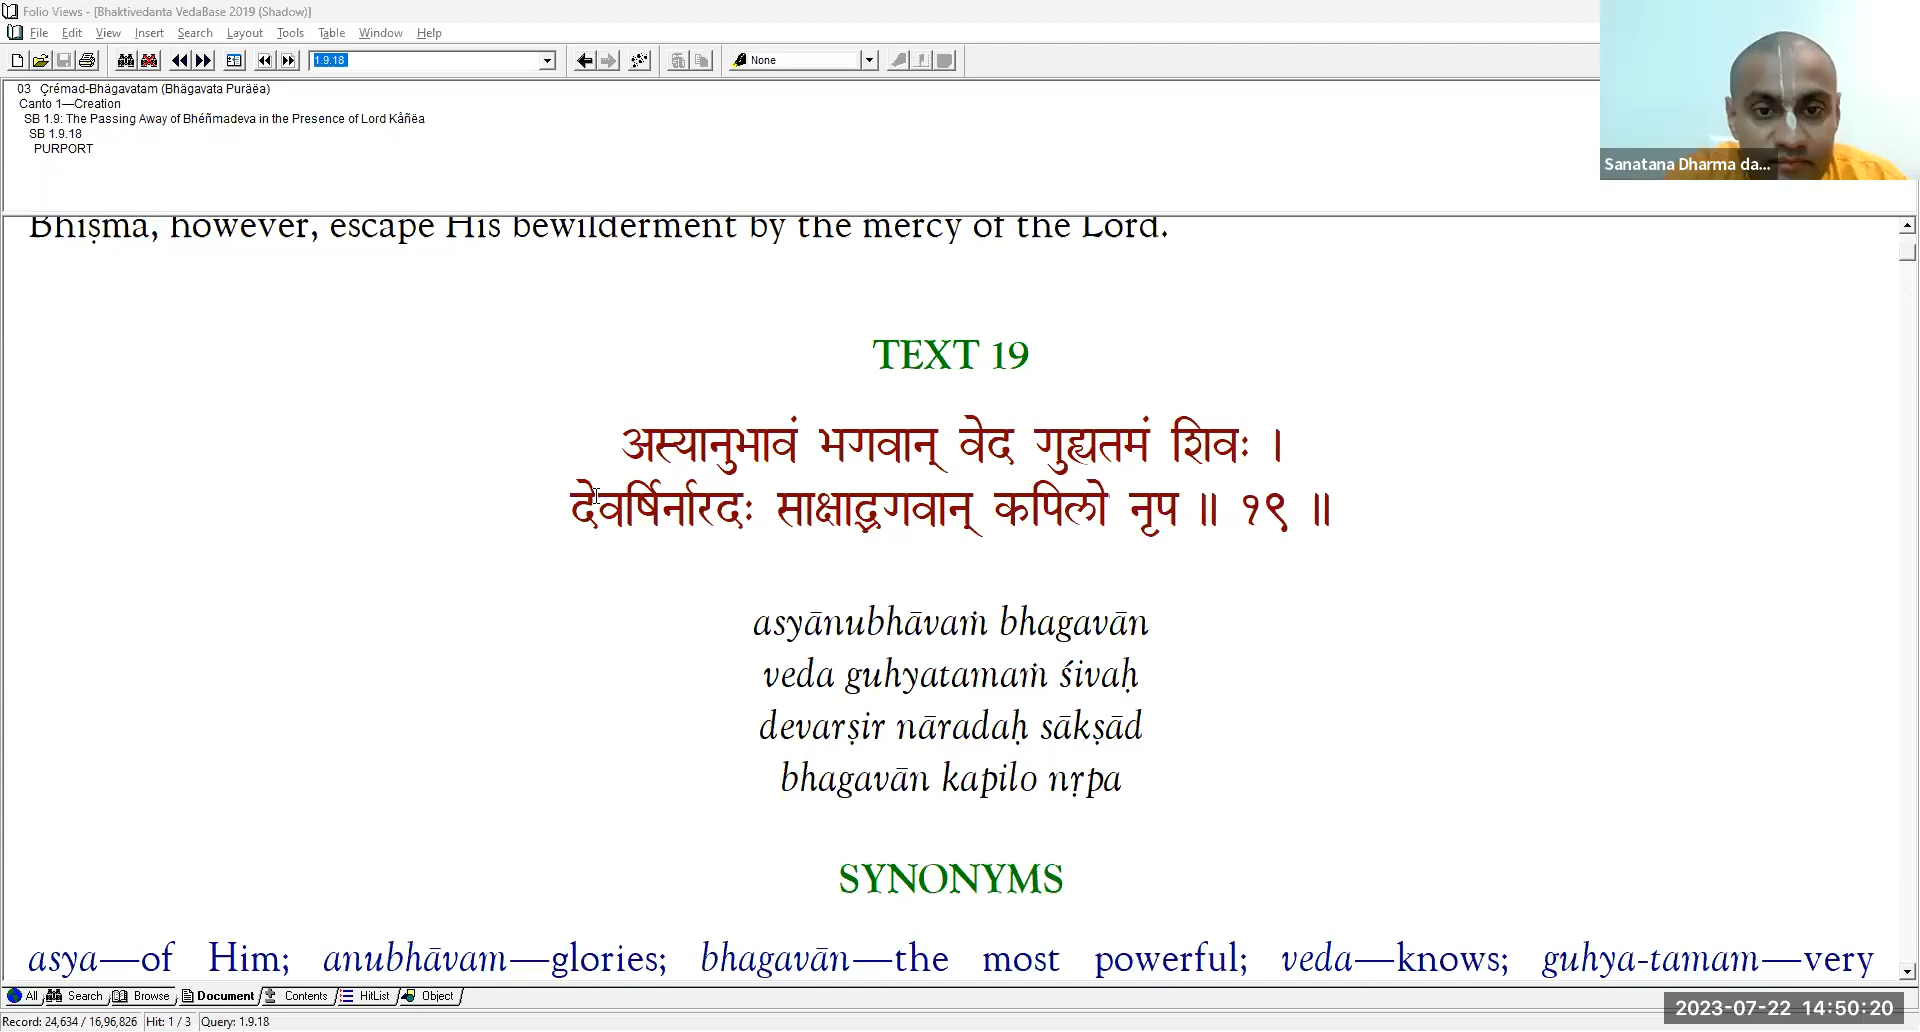 Folio Views - [Bhaktivedanta VedaBase 2019 (Shadow)]
File Edit View Insert Search Layout Tools Table Window Help
1.9.18 None
03 Çrémad-Bhägavatam (Bhägavata Puräëa)
Canto 1—Creation
SB 1.9: The Passing Away of Bhéñmadeva in the Presence of Lord Kåñëa
SB 1.9.18
PURPORT
Sanatana Dharma da...
Bhīṣma, however, escape His bewilderment by the mercy of the Lord.
TEXT 19
अस्यानुभावं भगवान् वेद गुह्यतमं शिवः ।
देवर्षिर्नारदः साक्षाद्भगवान् कपिलो नृप ॥ १९ ॥
asyānubhāvaṁ bhagavān
veda guhyatamaṁ śivaḥ
devarṣir nāradaḥ sākṣād
bhagavān kapilo nṛpa
SYNONYMS
asya—of Him; anubhāvam—glories; bhagavān—the most powerful; veda—knows; guhya-tamam—very
All Search Browse Document Contents HitList Object
Record: 24,634 / 16,96,826 Hit: 1 / 3 Query: 1.9.18
2023-07-22 14:50:20